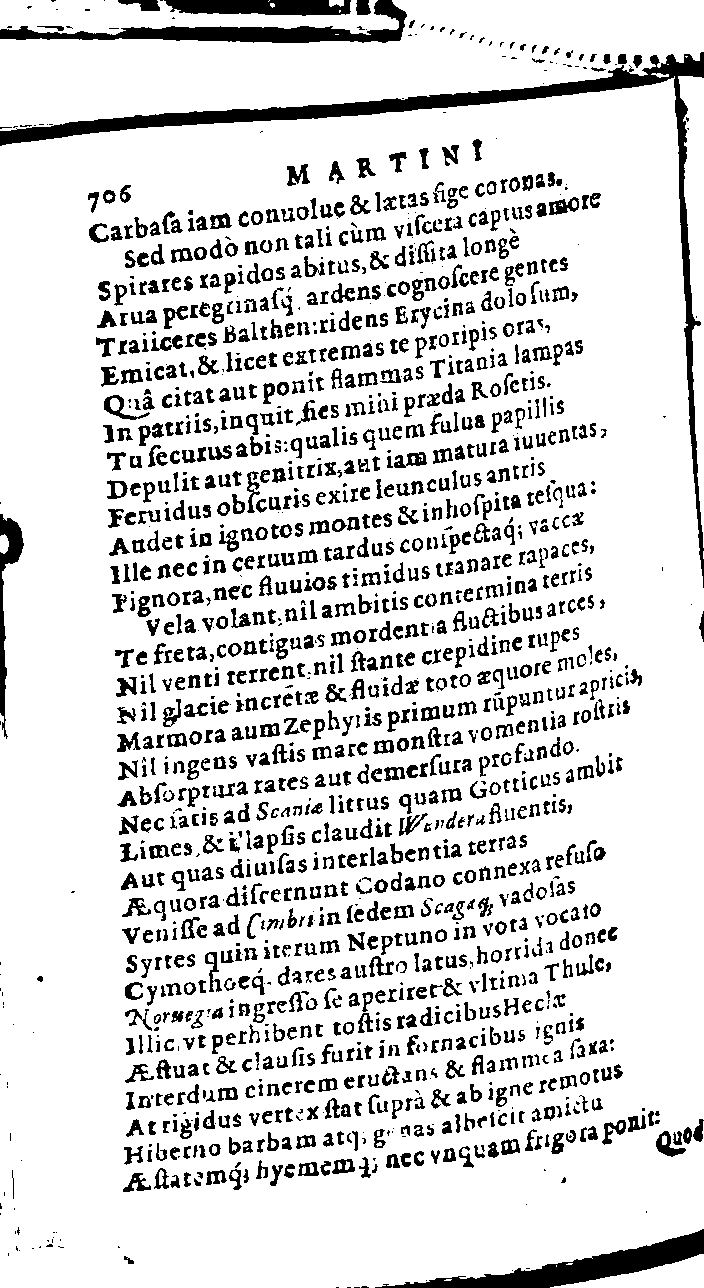 706
MARTINI
Carbaſa iam conuolue & lætas fige coronas.
Sed modò non tali cùm viſcera captus amore
Spirares rapidos abitus, & diſſita longè
Arua peregrinaſq́. ardens cognoſcere gentes
Traiiceres Balthen: ridens Erycina doloſum,
Emicat, & licet extremas te proripis oras,
Quâ citat aut ponit flammas Titania lampas
In patriis, inquit, fies mihi præda Roſetis.
Tu ſecurus abis: qualis quem fulua papillis
Depulit aut genitrix, aut iam matura iuuentas,
Feruidus obſcuris exire leunculus antris
Audet in ignotos montes & inhoſpita teſqua:
Ille nec in ceruum tardus conſpectaq́; vaccæ
Pignora, nec fluuios timidus tranare rapaces,
Vela volant, nil ambitis contermina terris
Te freta, contiguas mordentia fluctibus arces,
Nil venti terrent, nil ſtante crepidine rupes
Nil glacie incretæ & fluidæ toto æquore moles,
Marmora aum Zephyris primum rūpuntur apricis,
Nil ingens vaſtis mare monſtra vomentia roſtris
Abſorptura rates aut demerſura profundo.
Nec ſatis ad Scaniæ littus quam Gotticus ambit
Limes, & lapſis claudit Wendera fluentis,
Aut quas diuiſas interlabentia terras
Æquora diſcernunt Codano connexa refuſo
Veniſſe ad Cimbri in ſedem Scagaq́, vadoſas
Syrtes quin iterum Neptuno in vota vocato
Cymothoeq́. dares auſtro latus, horrida donec
Noruegia ingreſſo ſe aperiret & vltima Thule,
Illic, vt perhibent toſtis radicibus Heclæ
Æſtuat & clauſis furit in fornacibus ignis
Interdum cinerem eructans & flammea ſaxa:
At rigidus vertex ſtat ſuprà & ab igne remotus
Hiberno barbam atq; genas albeſcit amictu
Æſtatemq́; hyememq́; nec vnquam frigora ponit:
Quod